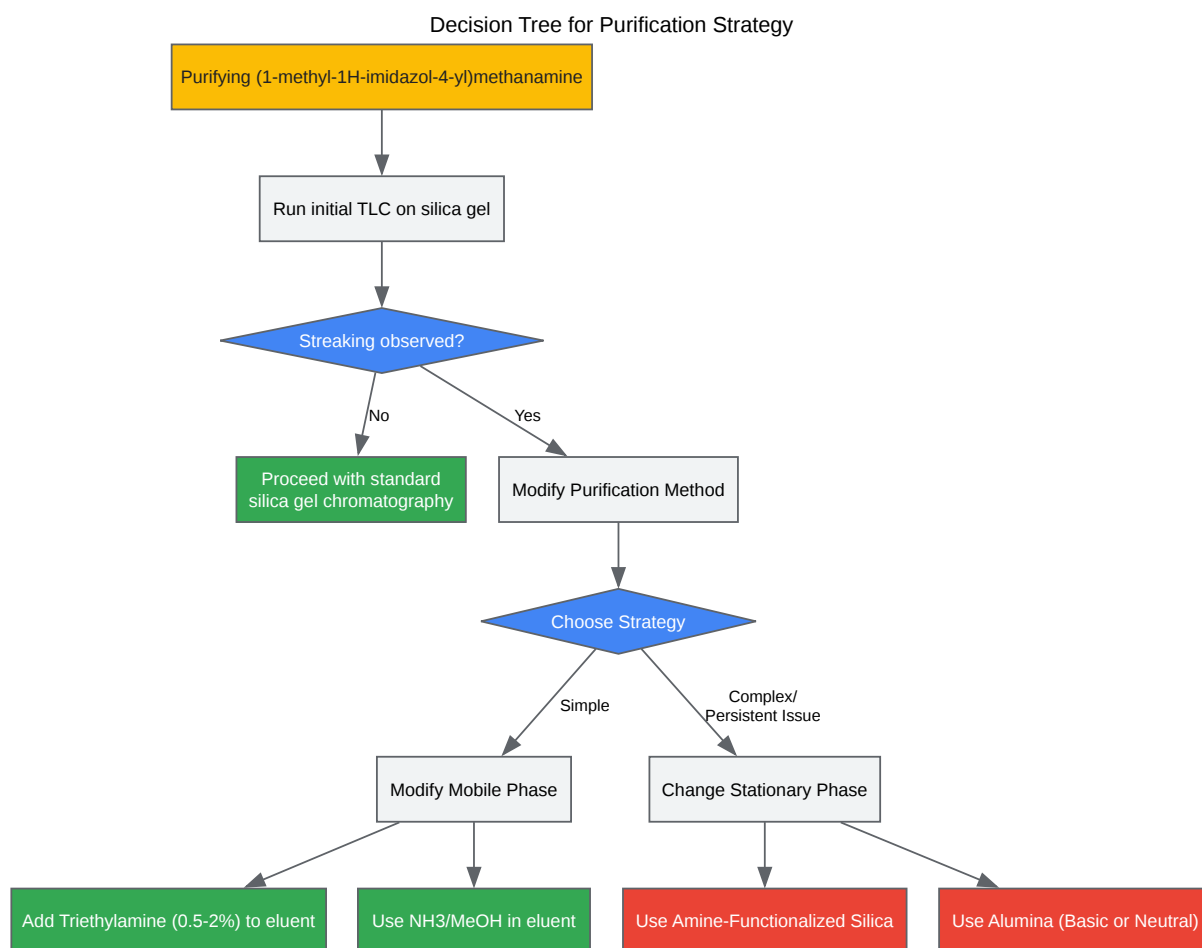 Decision Tree for Purification Strategy
Purifying (1-methyl-1H-imidazol-4-yl)methanamine
Run initial TLC on silica gel
Streaking observed?
No
Yes
Proceed with standard
silica gel chromatography
Modify Purification Method
Choose Strategy
Simple
Complex/
Persistent Issue
Modify Mobile Phase
Change Stationary Phase
Add Triethylamine (0.5-2%) to eluent
Use NH3/MeOH in eluent
Use Amine-Functionalized Silica
Use Alumina (Basic or Neutral)